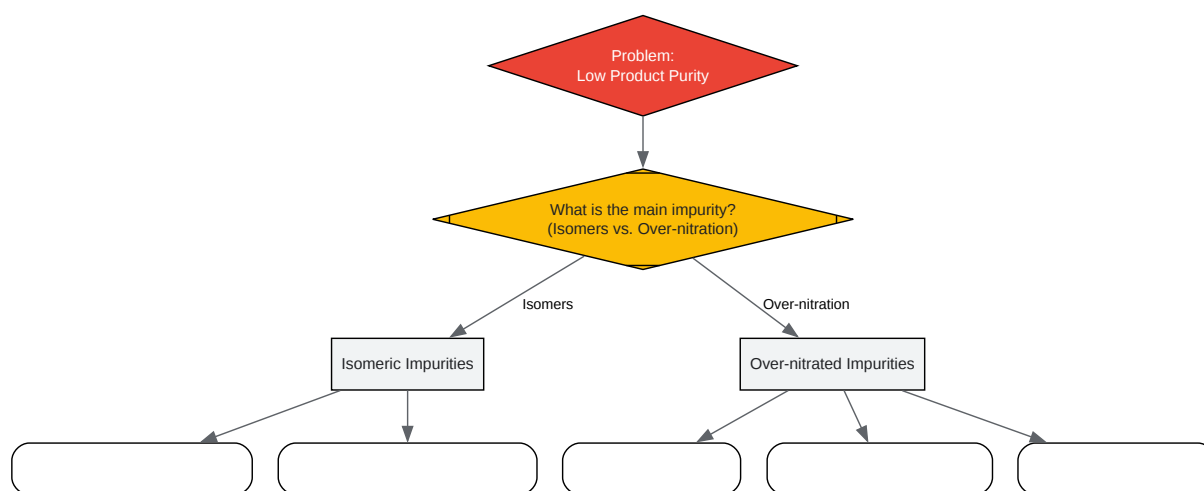 Problem:
Low Product Purity
What is the main impurity?
(Isomers vs. Over-nitration)
Isomers
Over-nitration
Isomeric Impurities
Over-nitrated Impurities